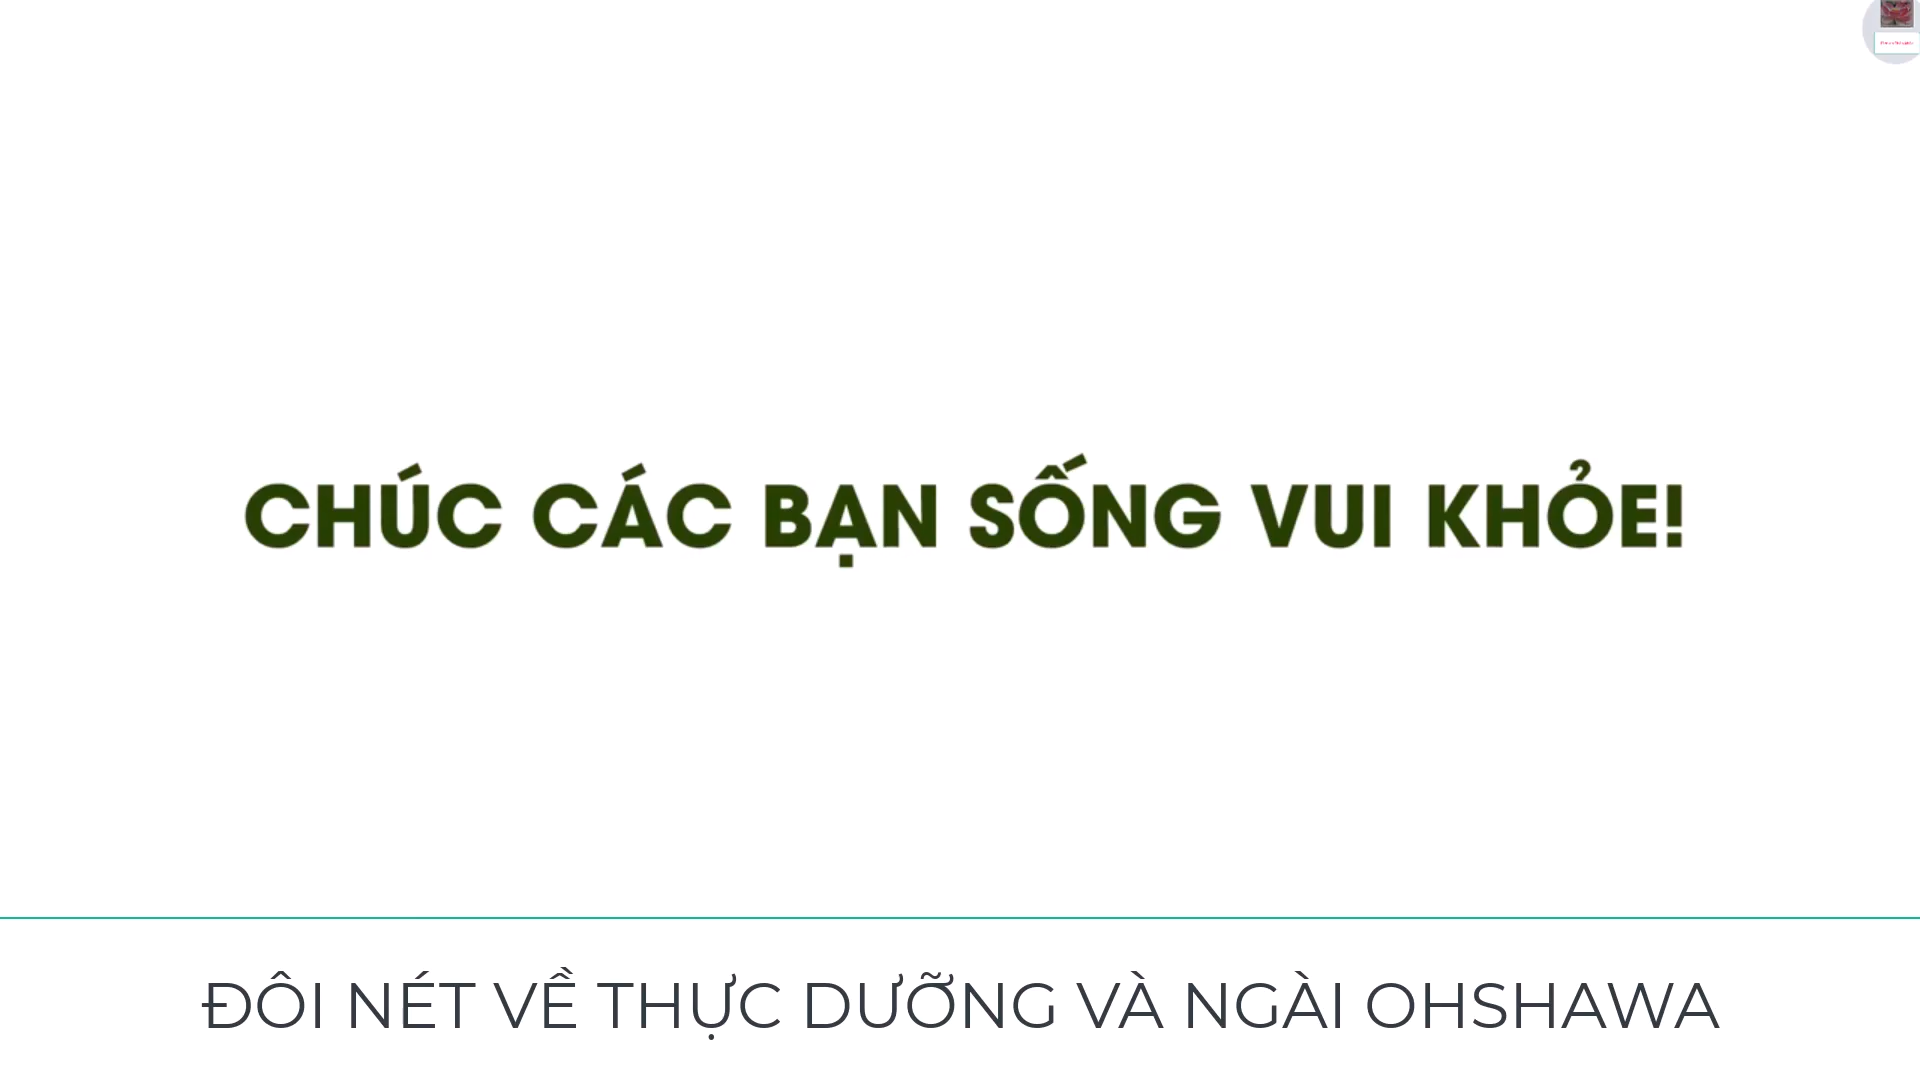 CHÚC CÁC BẠN SỐNG VUI KHỎE!
ĐÔI NÉT VỀ THỰC DƯỠNG VÀ NGÀI OHSHAWA